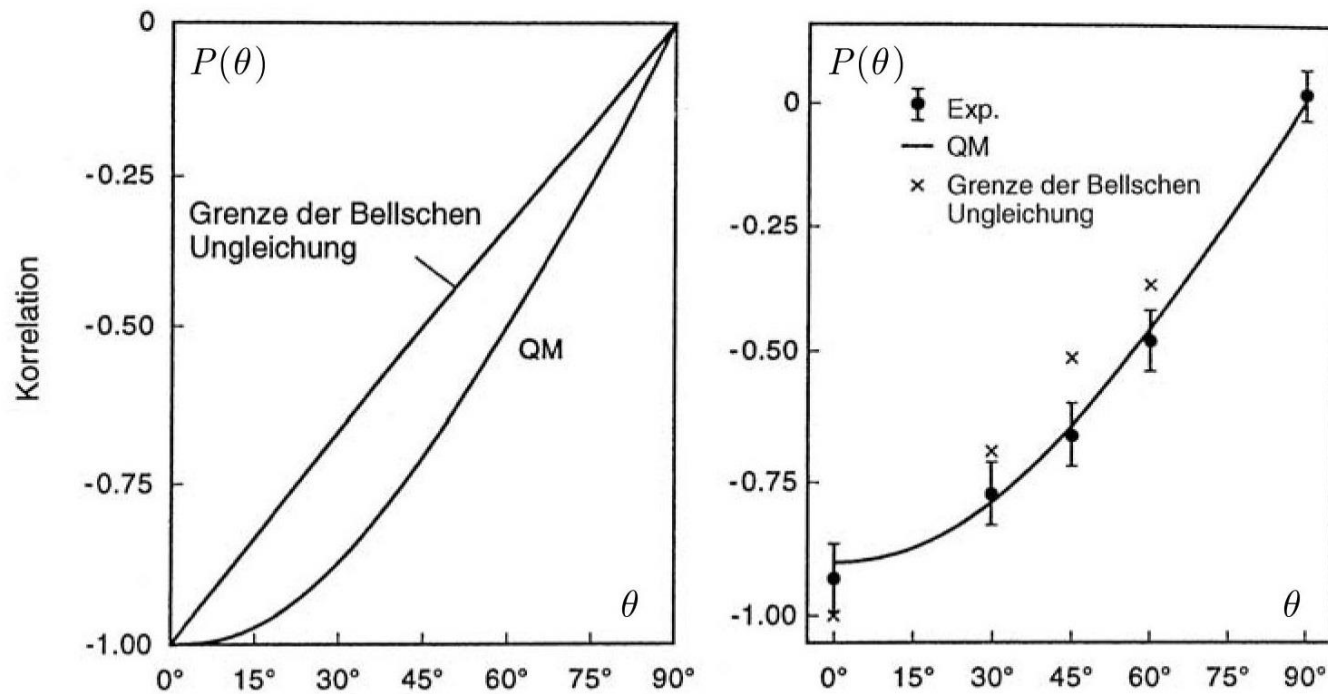 Korrelation
P(θ)
0
-0.25
-0.50
-0.75
-1.00
Grenze der Bellschen
Ungleichung
QM
θ
0° 15° 30° 45° 60° 75° 90°
P(θ)
0
-0.25
-0.50
-0.75
-1.00
Exp.
QM
Grenze der Bellschen
Ungleichung
θ
0° 15° 30° 45° 60° 75° 90°